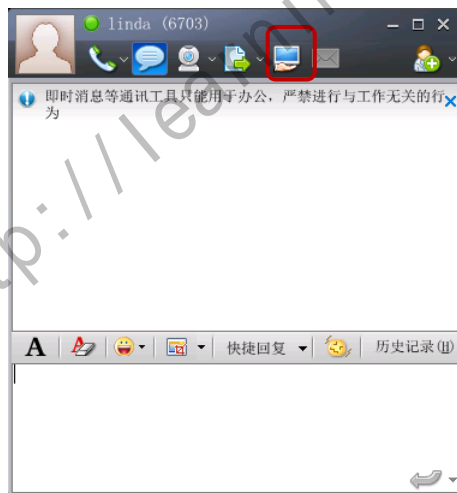 linda (6703)
即时消息等通讯工具只能用于办公，严禁进行与工作无关的行
为
A
快捷回复
历史记录(H)
p://learnin